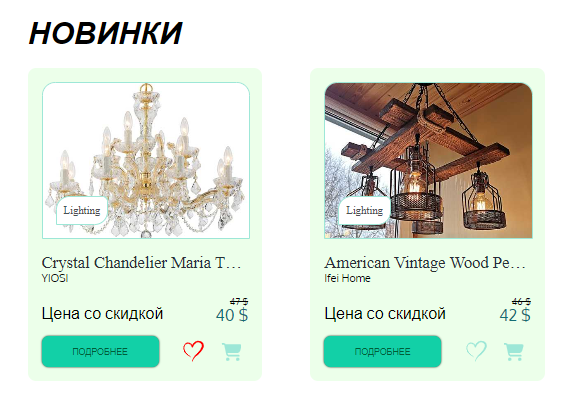 НОВИНКИ
Lighting
Crystal Chandelier Maria T...
YIOSI
47 $
Цена со скидкой
40 $
ПОДРОБНЕЕ
Lighting
American Vintage Wood Pe...
Ifei Home
46 $
Цена со скидкой
42 $
ПОДРОБНЕЕ